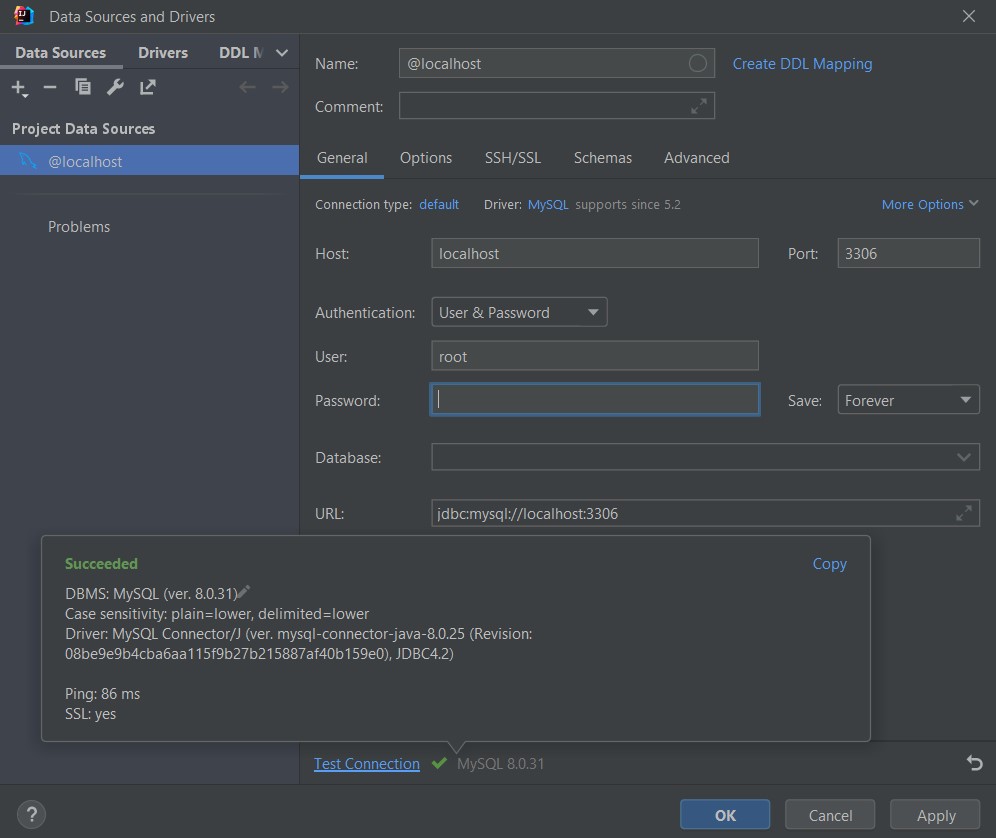 Data Sources and Drivers
Data Sources Drivers DDL M
Project Data Sources
@localhost
Problems
Name: @localhost Create DDL Mapping
Comment:
General Options SSH/SSL Schemas Advanced
Connection type: default Driver: MySQL supports since 5.2 More Options
Host: localhost Port: 3306
Authentication: User & Password
User: root
Password: Save: Forever
Database:
URL: jdbc:mysql://localhost:3306
Succeeded Copy
DBMS: MySQL (ver. 8.0.31)
Case sensitivity: plain=lower, delimited=lower
Driver: MySQL Connector/J (ver. mysql-connector-java-8.0.25 (Revision:
08be9e9b4cba6aa115f9b27b215887af40b159e0), JDBC4.2)
Ping: 86 ms
SSL: yes
Test Connection MySQL 8.0.31
? OK Cancel Apply